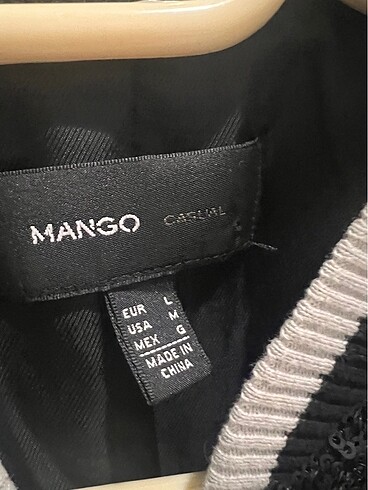 MANGO CASUAL
EUR L
USA M
MEX G
MADE IN
CHINA